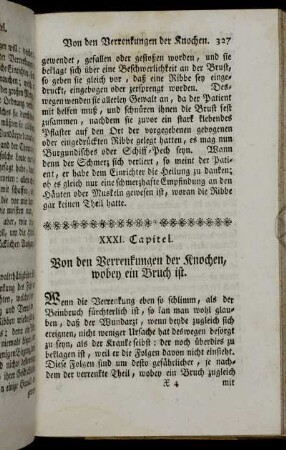 Von den Verrenkungen der Knochen. 327
gewendet, gefallen oder gestossen worden, und sie
beklagt sich über eine Beschwerlichkeit an der Brust,
so geben sie gleich vor, daß eine Ribbe sey einge-
druckt, eingebogen oder zersprengt worden. Des-
wegen wenden sie allerley Gewalt an, da der Patient
mit helfen muß, und schnüren ihnen die Brust fest
zusammen, nachdem sie zuvor ein stark klebendes
Pflaster auf den Ort der vorgegebenen gebogenen
oder eingedrückten Ribbe gelegt hatten, es mag nun
Burgundisches oder Schiff-Pech seyn. Wann
denn der Schmerz sich verliert, so meint der Pati-
ent, er habe dem Einrichte die Heilung zu danken;
ob es gleich nur eine schmerzhafte Empfindung an den
Häuten oder Muskeln gewesen ist, woran die Ribbe
gar keinen Theil hatte.
XXXI. Capitel.
Von den Verrenkungen der Knochen,
wobey ein Bruch ist.
Wenn die Verrenkung eben so schlimm, als der
Beinbruch fürchterlich ist, so kan man wohl glau-
ben, daß der Wundarzt, wenn beyde zugleich sich
ereignen, nicht weniger Ursache hat deswegen besorgt
zu seyn, als der Kranke selbst: der noch überdies zu
beklagen ist, weil er die Folgen davon nicht einsieht.
Diese Folgen sind um desto gefährlicher, je nach-
dem der verrenkte Theil, wobey ein Bruch zugleich
X 4 mit